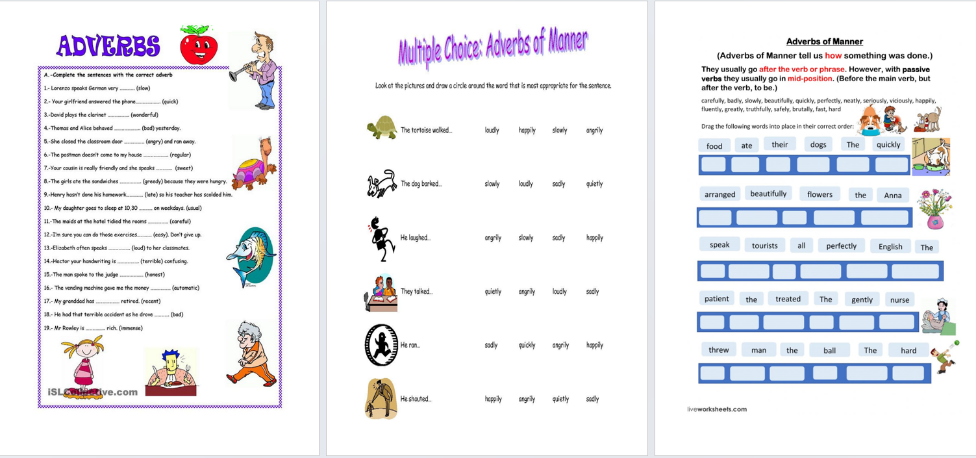 ADVERBS
A.-Complete the sentences with the correct adverb
1.- Lorenzo speaks German very .......... (slow)
2.- Your girlfriend answered the phone................ (quick)
3.-David plays the clarinet .............. (wonderful)
4.-Thomas and Alice behaved ........... (bad) yesterday.
5.-She closed the classroom door ............. (angry) and ran away.
6.-The postman doesn't come to my house ................ (regular)
7.-Your cousin is really friendly and she speaks ........... (sweet)
8.-The girls ate the sandwiches ............. (greedy) because they were hungry.
9.-Henry hasn't done his homework........... (late) so his teacher has scolded him.
10.- My daughter goes to sleep at 10,30 ......... on weekdays. (usual)
11.-The maids at the hotel tidied the rooms ............. (careful)
12.-I'm sure you can do these exercises........... (easy). Don't give up.
13.-Elizabeth often speaks .............. (loud) to her classmates.
14.-Hector your handwriting is .............. (terrible) confusing.
15.-The man spoke to the judge ............... (honest)
16.- The vending machine gave me the money ............. (automatic)
17.- My granddad has ............... retired. (recent)
18.- He had that terrible accident as he drove .......... (bad)
19.- Mr Rowley is ............. rich. (immense)
iSLCollective.com
Multiple Choice: Adverbs of Manner
Look at the pictures and draw a circle around the word that is most appropriate for the sentence.
The tortoise walked... loudly happily slowly angrily
The dog barked... slowly loudly sadly quietly
He laughed... angrily slowly sadly happily
They talked... quietly angrily loudly sadly
He ran... sadly quickly angrily happily
He shouted... happily angrily quietly sadly
Adverbs of Manner
(Adverbs of Manner tell us how something was done.)
They usually go after the verb or phrase. However, with passive
verbs they usually go in mid-position. (Before the main verb, but
after the verb, to be.)
carefully, badly, slowly, beautifully, quickly, perfectly, neatly, seriously, viciously, happily,
fluently, greatly, truthfully, safely, brutally, fast, hard
Drag the following words into place in their correct order:
food ate their dogs The quickly
arranged beautifully flowers the Anna
speak tourists all perfectly English The
patient the treated The gently nurse
threw man the ball The hard
liveworksheets.com